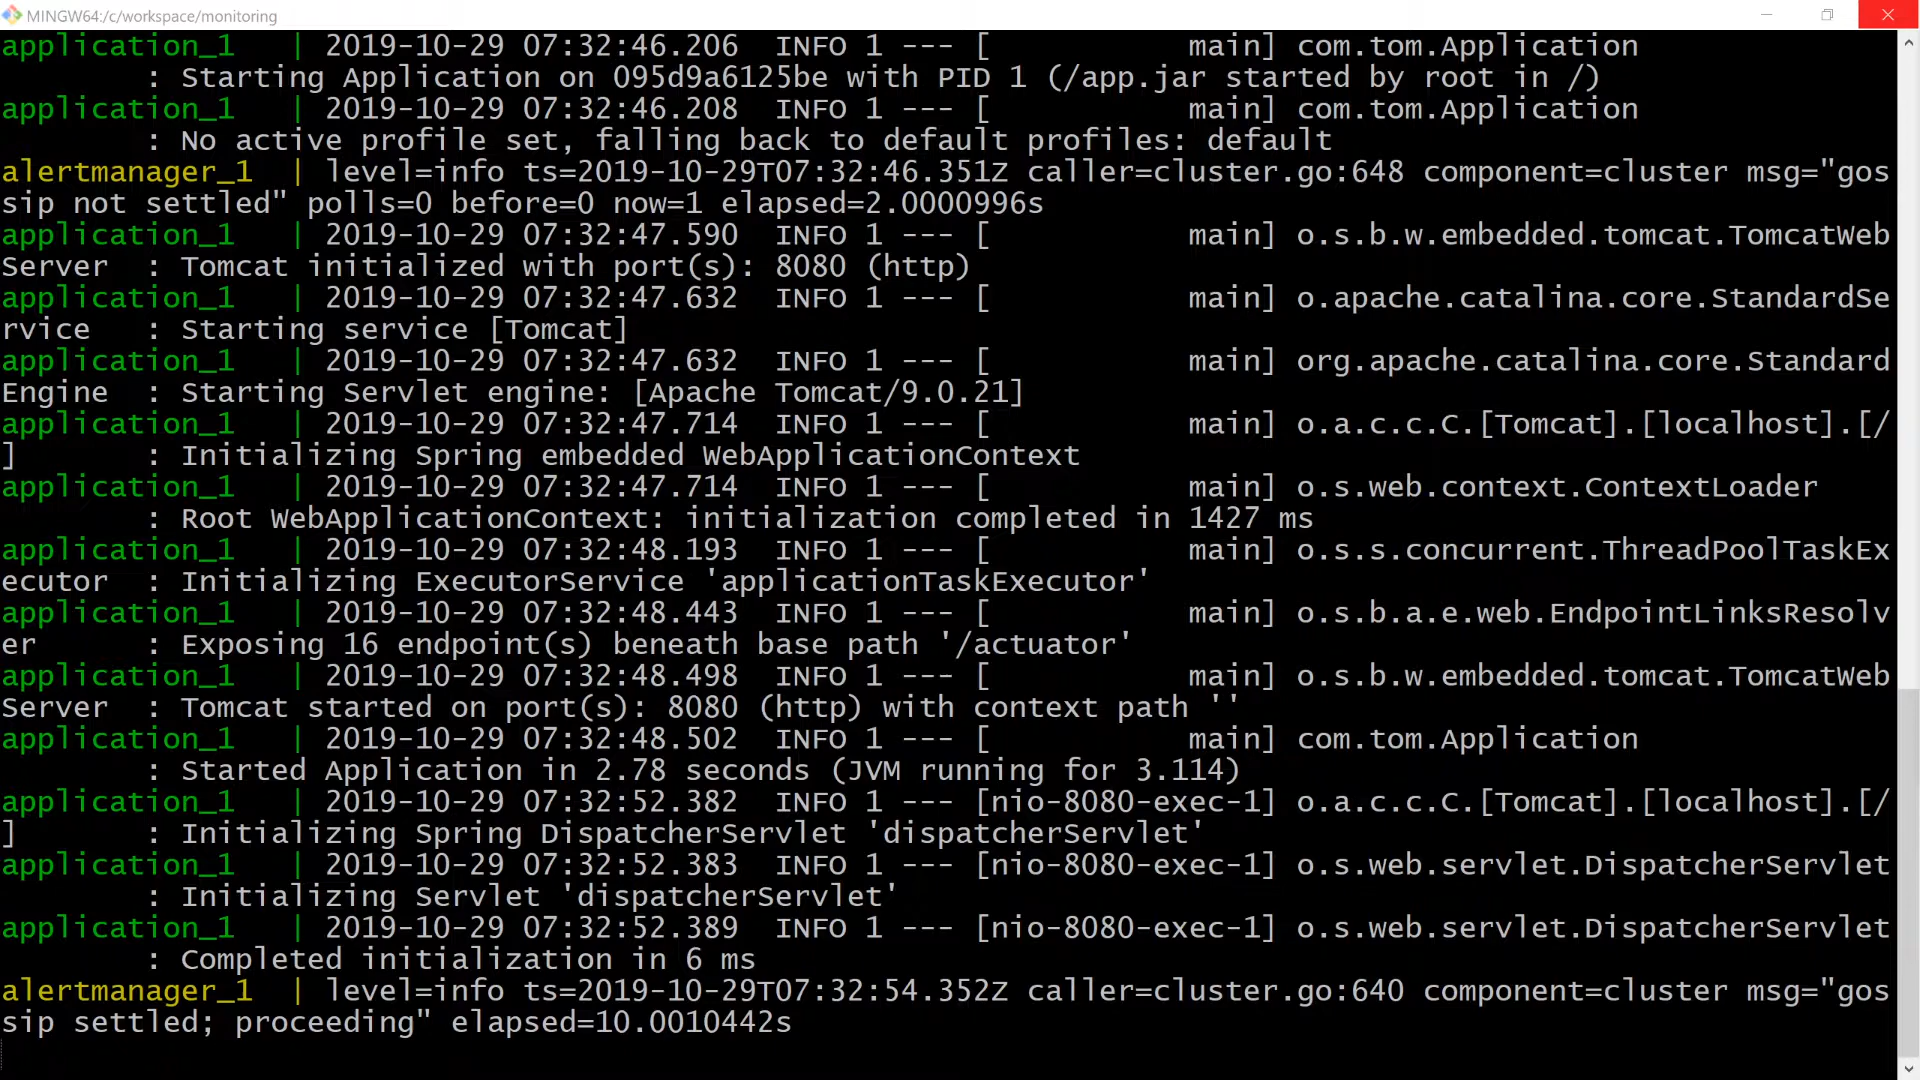 MINGW64:/c/workspace/monitoring
application_1   | 2019-10-29 07:32:46.206  INFO 1 --- [           main] com.tom.Application
        : Starting Application on 095d9a6125be with PID 1 (/app.jar started by root in /)
application_1   | 2019-10-29 07:32:46.208  INFO 1 --- [           main] com.tom.Application
        : No active profile set, falling back to default profiles: default
alertmanager_1  | level=info ts=2019-10-29T07:32:46.351Z caller=cluster.go:648 component=cluster msg="gos
sip not settled" polls=0 before=0 now=1 elapsed=2.0000996s
application_1   | 2019-10-29 07:32:47.590  INFO 1 --- [           main] o.s.b.w.embedded.tomcat.TomcatWeb
Server  : Tomcat initialized with port(s): 8080 (http)
application_1   | 2019-10-29 07:32:47.632  INFO 1 --- [           main] o.apache.catalina.core.StandardSe
rvice   : Starting service [Tomcat]
application_1   | 2019-10-29 07:32:47.632  INFO 1 --- [           main] org.apache.catalina.core.Standard
Engine  : Starting Servlet engine: [Apache Tomcat/9.0.21]
application_1   | 2019-10-29 07:32:47.714  INFO 1 --- [           main] o.a.c.c.C.[Tomcat].[localhost].[/
]       : Initializing Spring embedded WebApplicationContext
application_1   | 2019-10-29 07:32:47.714  INFO 1 --- [           main] o.s.web.context.ContextLoader
        : Root WebApplicationContext: initialization completed in 1427 ms
application_1   | 2019-10-29 07:32:48.193  INFO 1 --- [           main] o.s.s.concurrent.ThreadPoolTaskEx
ecutor  : Initializing ExecutorService 'applicationTaskExecutor'
application_1   | 2019-10-29 07:32:48.443  INFO 1 --- [           main] o.s.b.a.e.web.EndpointLinksResolv
er      : Exposing 16 endpoint(s) beneath base path '/actuator'
application_1   | 2019-10-29 07:32:48.498  INFO 1 --- [           main] o.s.b.w.embedded.tomcat.TomcatWeb
Server  : Tomcat started on port(s): 8080 (http) with context path ''
application_1   | 2019-10-29 07:32:48.502  INFO 1 --- [           main] com.tom.Application
        : Started Application in 2.78 seconds (JVM running for 3.114)
application_1   | 2019-10-29 07:32:52.382  INFO 1 --- [nio-8080-exec-1] o.a.c.c.C.[Tomcat].[localhost].[/
]       : Initializing Spring DispatcherServlet 'dispatcherServlet'
application_1   | 2019-10-29 07:32:52.383  INFO 1 --- [nio-8080-exec-1] o.s.web.servlet.DispatcherServlet
        : Initializing Servlet 'dispatcherServlet'
application_1   | 2019-10-29 07:32:52.389  INFO 1 --- [nio-8080-exec-1] o.s.web.servlet.DispatcherServlet
        : Completed initialization in 6 ms
alertmanager_1  | level=info ts=2019-10-29T07:32:54.352Z caller=cluster.go:640 component=cluster msg="gos
sip settled; proceeding" elapsed=10.0010442s